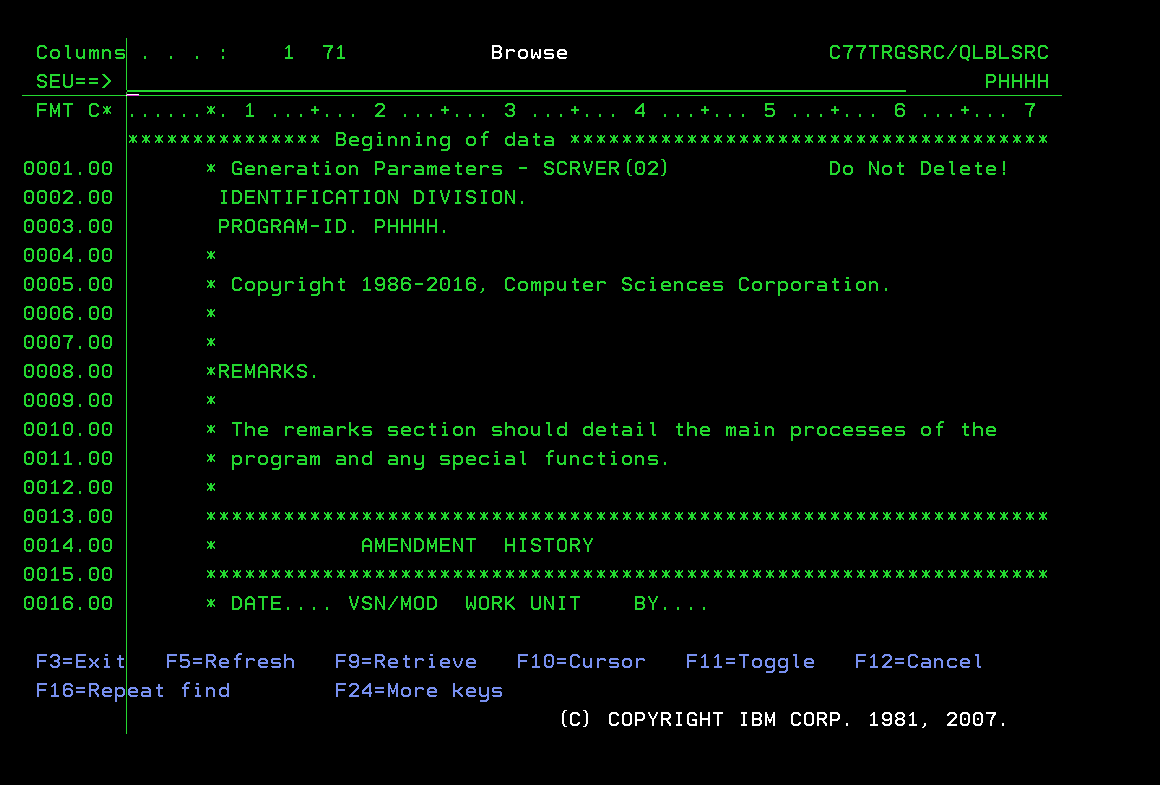 Columns . . . :    1  71           Browse                    C77TRGSRC/QLBLSRC
SEU==>                                                                   PHHHH
FMT C* ......*. 1 ...+... 2 ...+... 3 ...+... 4 ...+... 5 ...+... 6 ...+... 7
*************** Beginning of data *************************************
0001.00       * Generation Parameters - SCRVER(02)            Do Not Delete!
0002.00        IDENTIFICATION DIVISION.
0003.00        PROGRAM-ID. PHHHH.
0004.00       *
0005.00       * Copyright 1986-2016, Computer Sciences Corporation.
0006.00       *
0007.00       *
0008.00       *REMARKS.
0009.00       *
0010.00       * The remarks section should detail the main processes of the
0011.00       * program and any special functions.
0012.00       *
0013.00       *****************************************************************
0014.00       *           AMENDMENT  HISTORY
0015.00       *****************************************************************
0016.00       * DATE.... VSN/MOD  WORK UNIT    BY....
F3=Exit   F5=Refresh   F9=Retrieve   F10=Cursor   F11=Toggle   F12=Cancel
F16=Repeat find        F24=More keys
(C) COPYRIGHT IBM CORP. 1981, 2007.